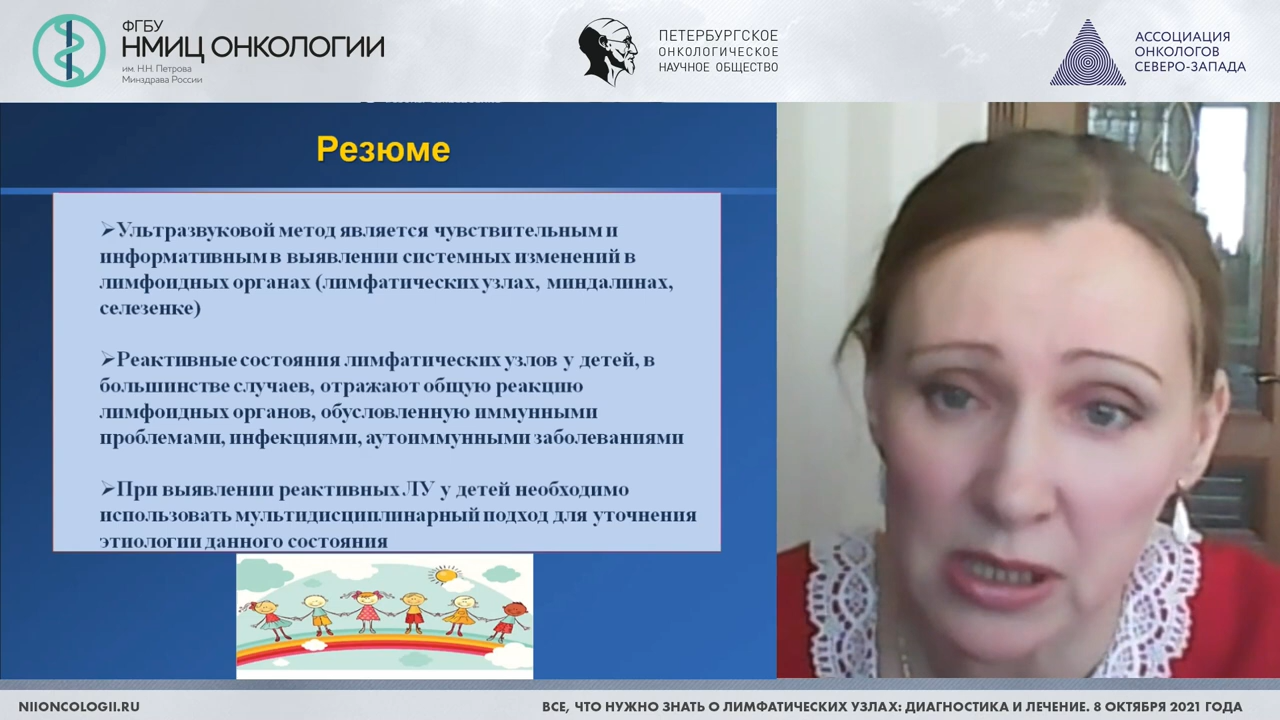 ФГБУ
НМИЦ ОНКОЛОГИИ
им. Н.Н. Петрова
Минздрава России
ПЕТЕРБУРГСКОЕ
ОНКОЛОГИЧЕСКОЕ
НАУЧНОЕ ОБЩЕСТВО
АССОЦИАЦИЯ
ОНКОЛОГОВ
СЕВЕРО-ЗАПАДА
Резюме
➢Ультразвуковой метод является чувствительным и
информативным в выявлении системных изменений в
лимфоидных органах (лимфатических узлах, миндалинах,
селезенке)
➢Реактивные состояния лимфатических узлов у детей, в
большинстве случаев, отражают общую реакцию
лимфоидных органов, обусловленную иммунными
проблемами, инфекциями, аутоиммунными заболеваниями
➢При выявлении реактивных ЛУ у детей необходимо
использовать мультидисциплинарный подход для уточнения
этиологии данного состояния
NIIONCOLOGII.RU
ВСЕ, ЧТО НУЖНО ЗНАТЬ О ЛИМФАТИЧЕСКИХ УЗЛАХ: ДИАГНОСТИКА И ЛЕЧЕНИЕ. 8 ОКТЯБРЯ 2021 ГОДА